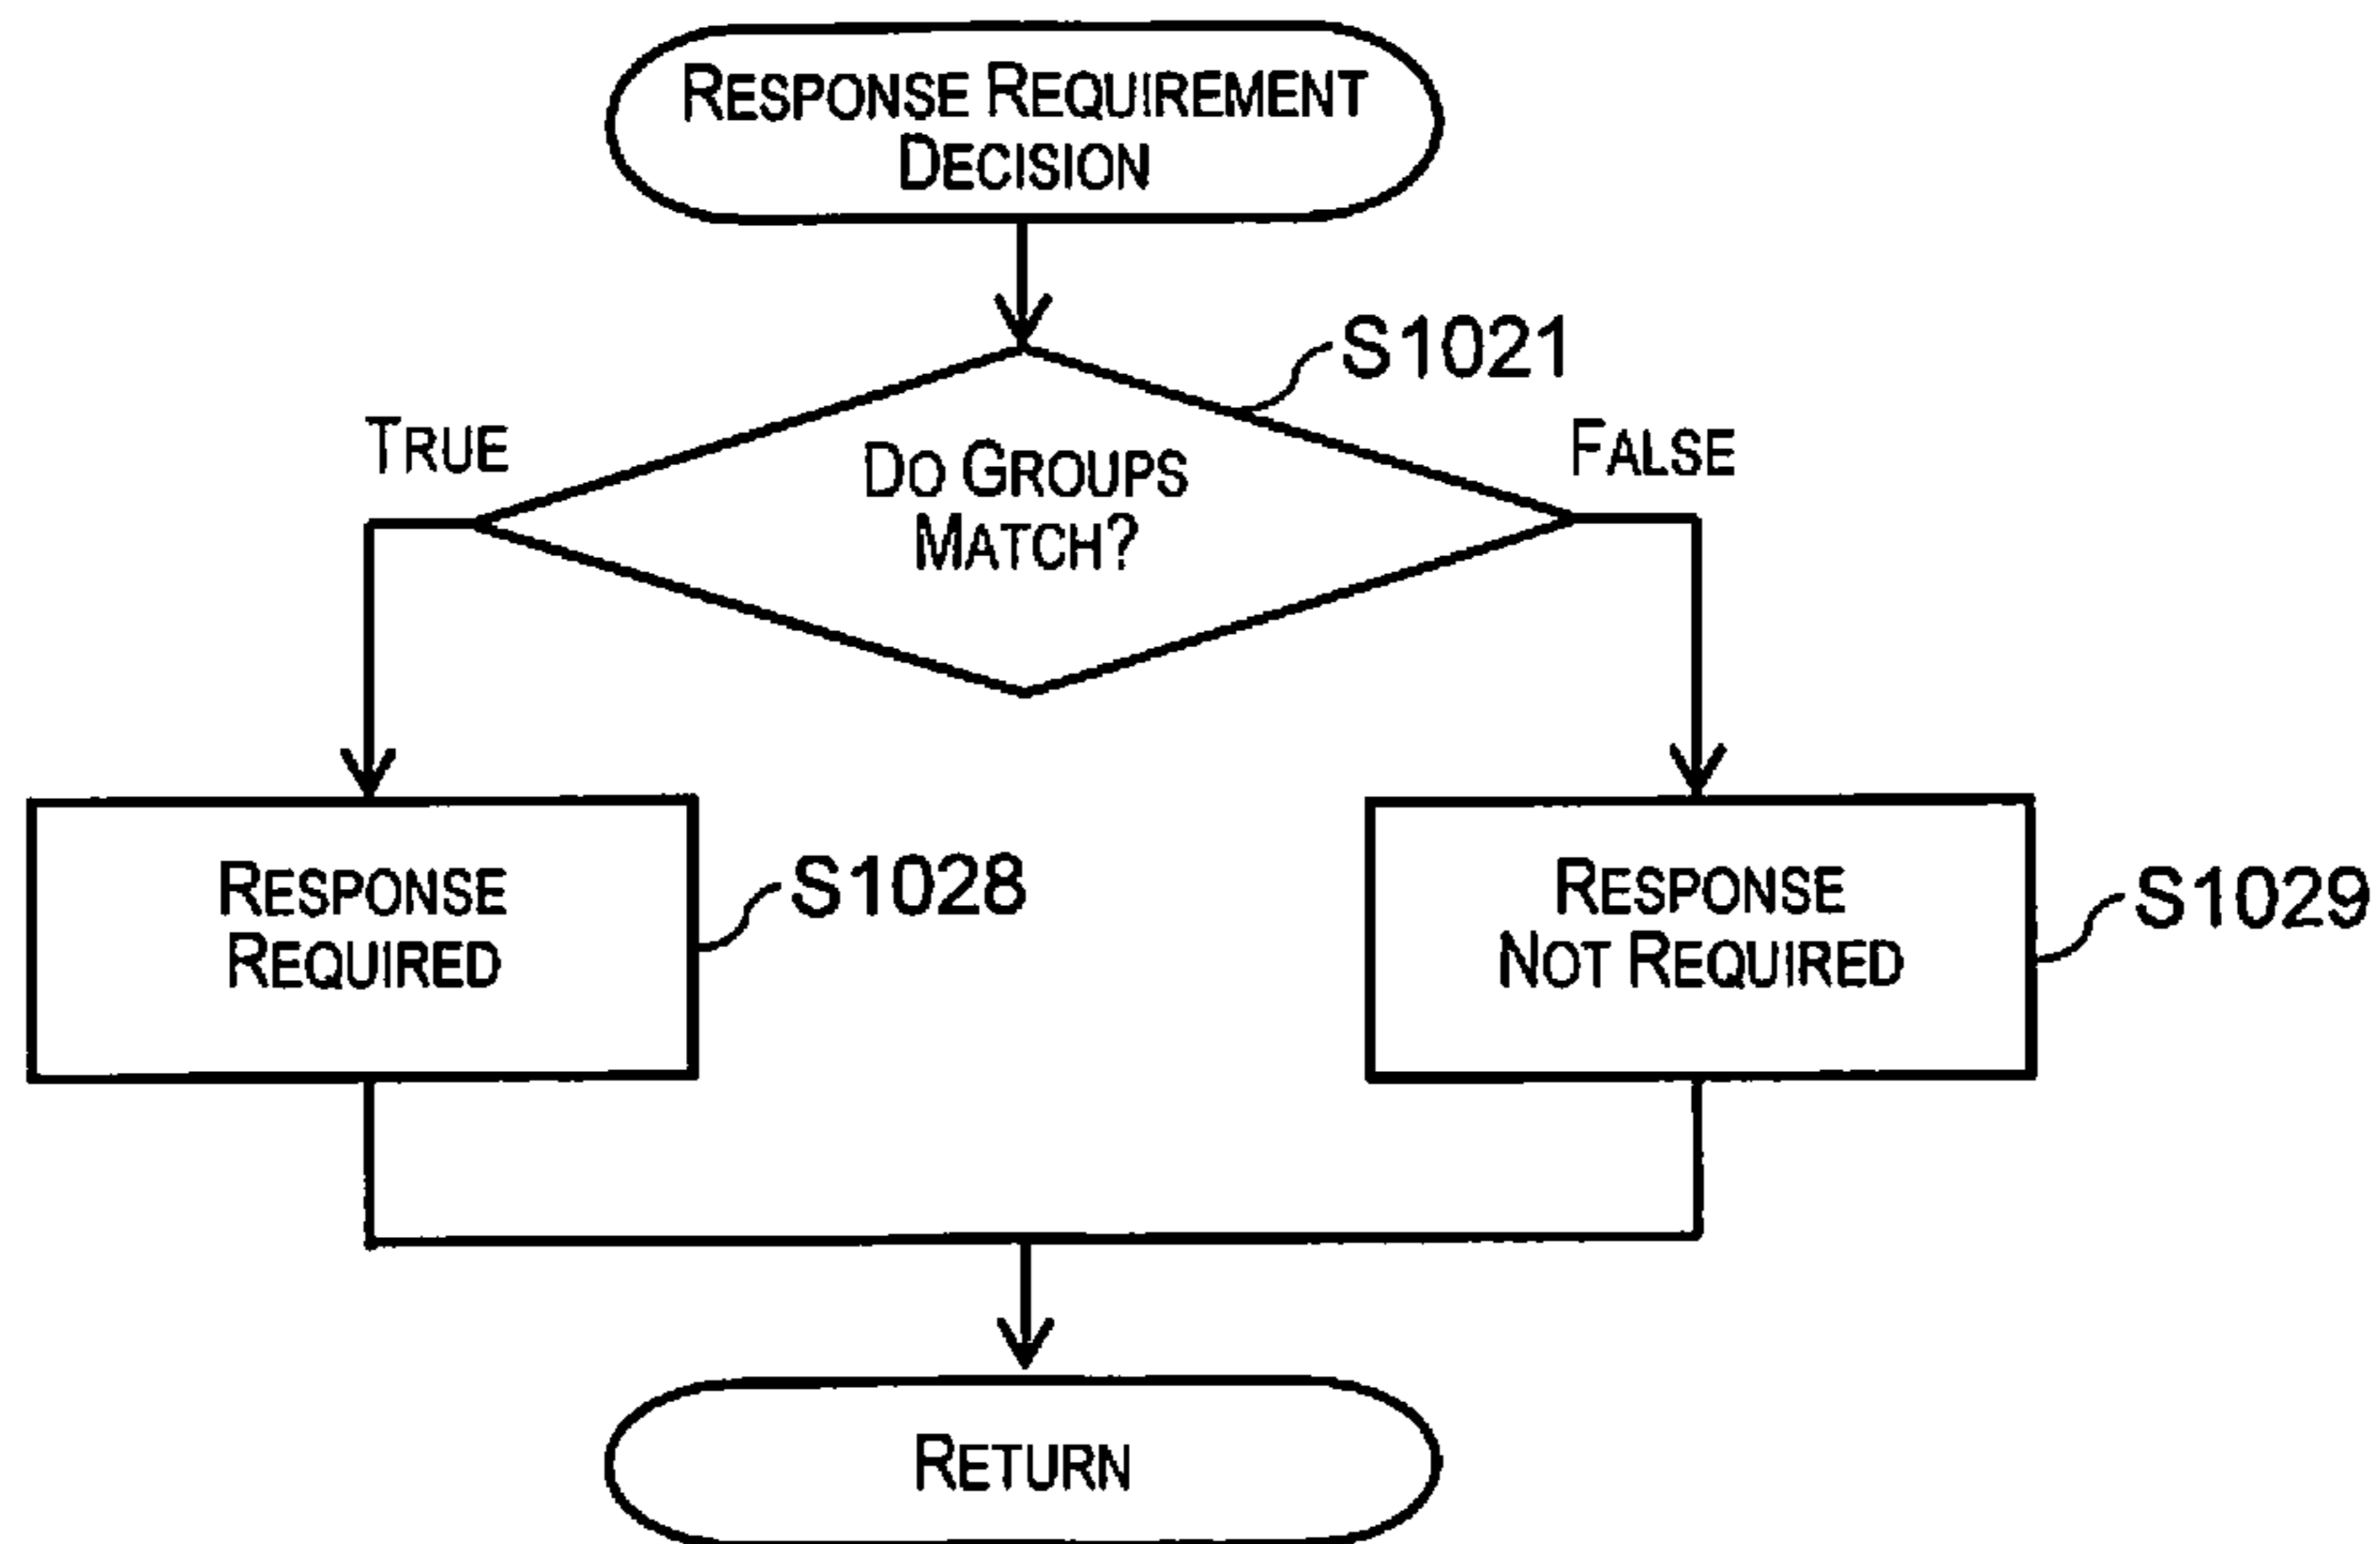 RESPONSE REQUIREMENT
DECISION
S1021
TRUE
FALSE
DO GROUPS
MATCH?
RESPONSE
REQUIRED
S1028
RESPONSE
NOT REQUIRED
S1029
RETURN